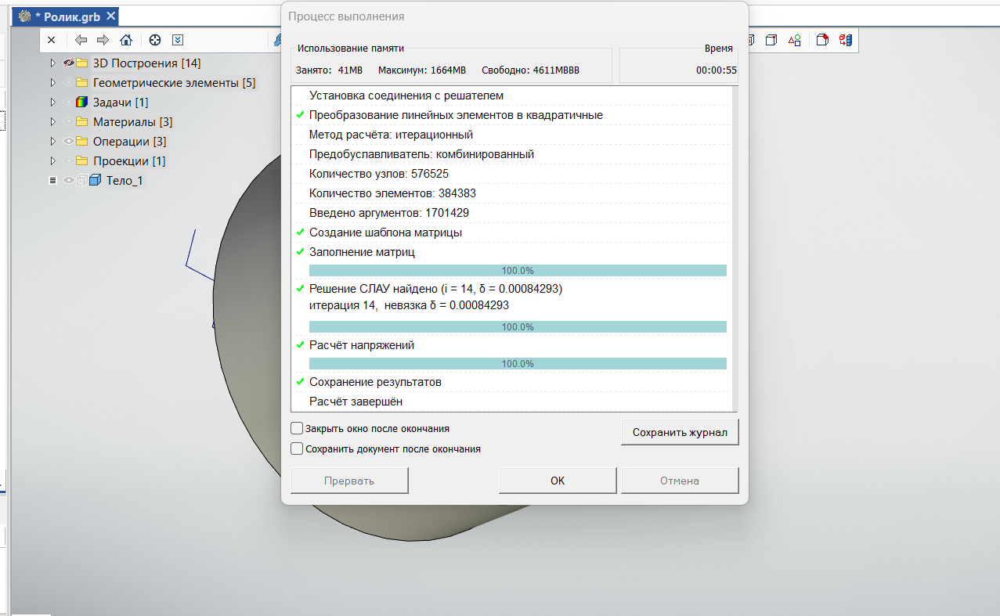 * Ролик.grb
Процесс выполнения
3D Построения [14]
Геометрические элементы [5]
Задачи [1]
Материалы [3]
Операции [3]
Проекции [1]
Тело_1
Использование памяти
Время
Занято: 41MB Максимум: 1664MB Свободно: 4611MBBB
00:00:55
Установка соединения с решателем
Преобразование линейных элементов в квадратичные
Метод расчёта: итерационный
Предобуславливатель: комбинированный
Количество узлов: 576525
Количество элементов: 384383
Введено аргументов: 1701429
Создание шаблона матрицы
Заполнение матриц
100.0%
Решение СЛАУ найдено (i = 14, δ = 0.00084293)
итерация 14, невязка δ = 0.00084293
100.0%
Расчёт напряжений
100.0%
Сохранение результатов
Расчёт завершён
Закрыть окно после окончания
Сохранить документ после окончания
Сохранить журнал
Прервать
OK
Отмена